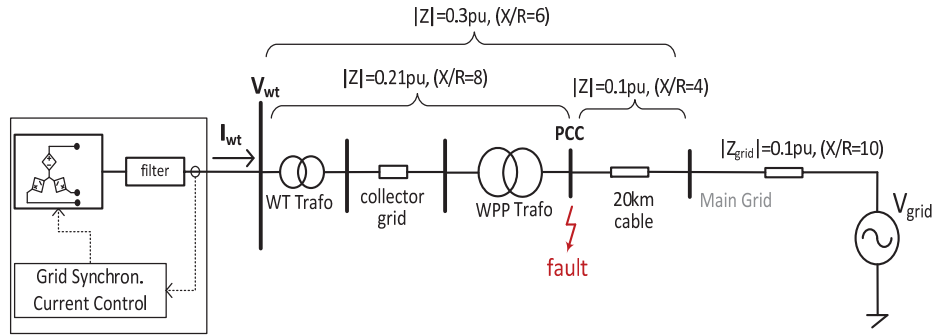 |Z|=0.3pu, (X/R=6)
|Z|=0.21pu, (X/R=8)
|Z|=0.1pu, (X/R=4)
V_wt
I_wt
PCC
|Z_grid|=0.1pu, (X/R=10)
filter
WT Trafo
collector
grid
WPP Trafo
20km
cable
Main Grid
V_grid
fault
Grid Synchron.
Current Control